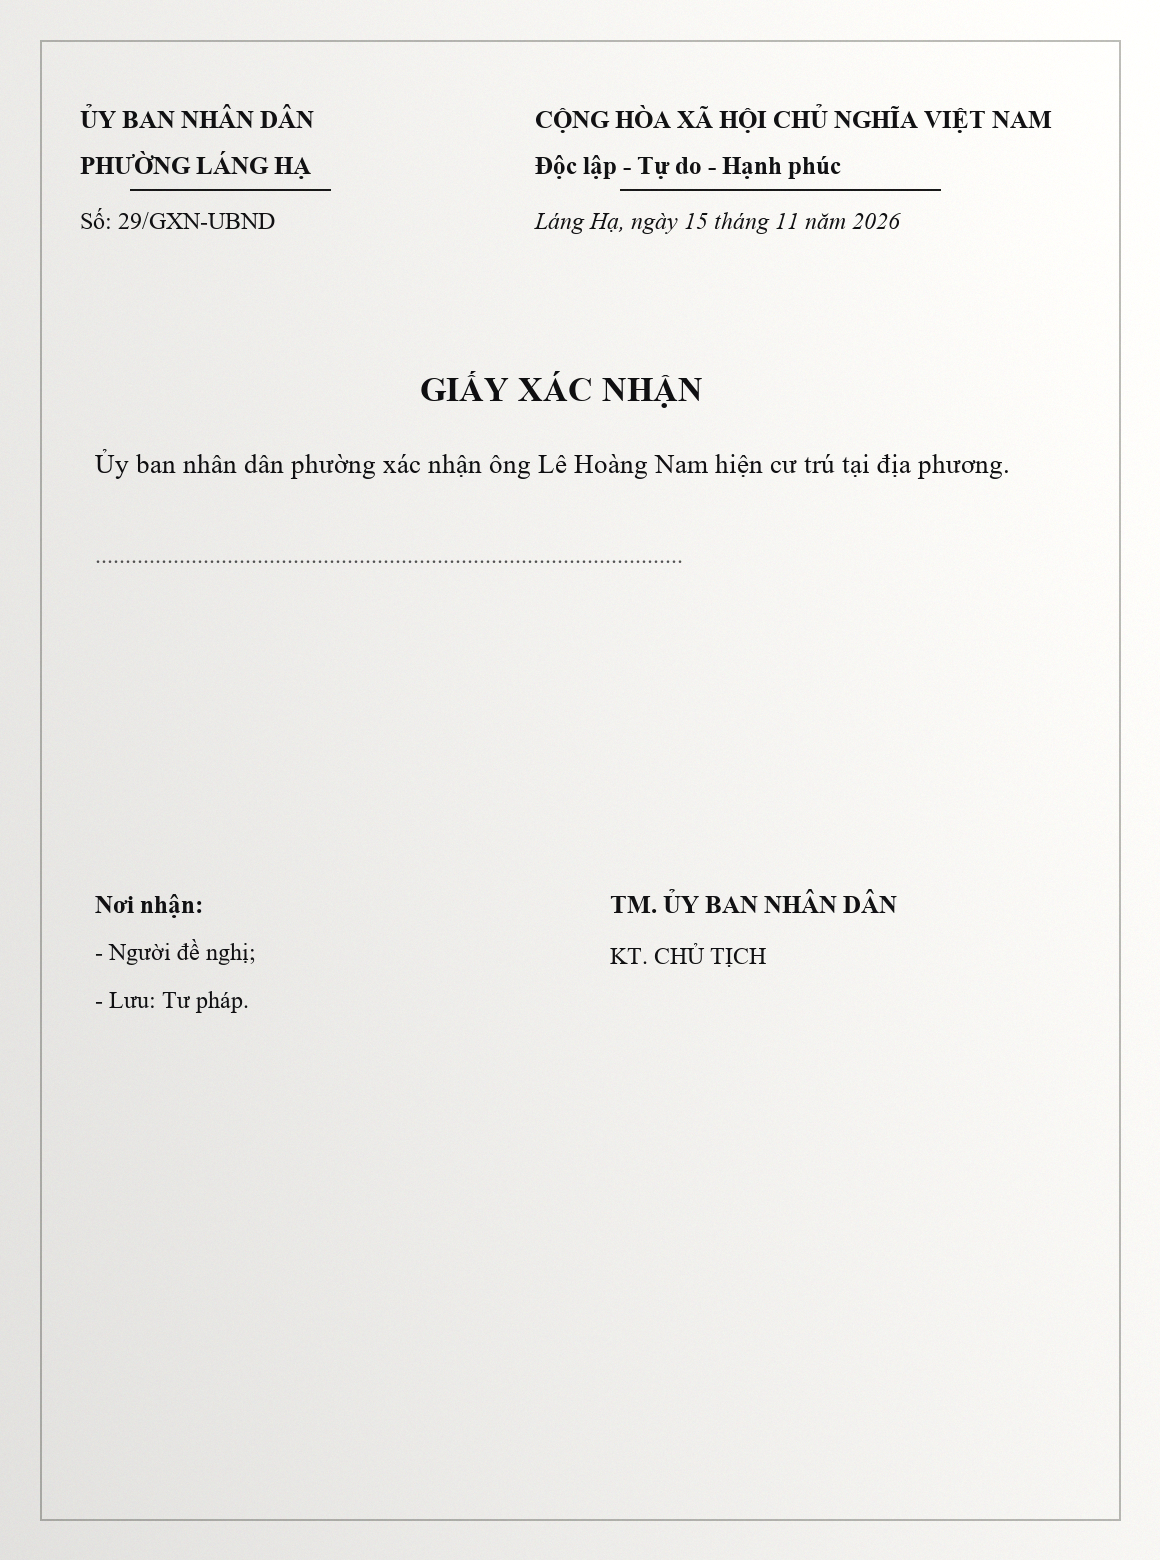 ỦY BAN NHÂN DÂN
PHƯỜNG LÁNG HẠ
Số: 29/GXN-UBND
CỘNG HÒA XÃ HỘI CHỦ NGHĨA VIỆT NAM
Độc lập - Tự do - Hạnh phúc
Láng Hạ, ngày 15 tháng 11 năm 2026
GIẤY XÁC NHẬN
Ủy ban nhân dân phường xác nhận ông Lê Hoàng Nam hiện cư trú tại địa phương.
..................................................................................................
Nơi nhận:
- Người đề nghị;
- Lưu: Tư pháp.
TM. ỦY BAN NHÂN DÂN
KT. CHỦ TỊCH